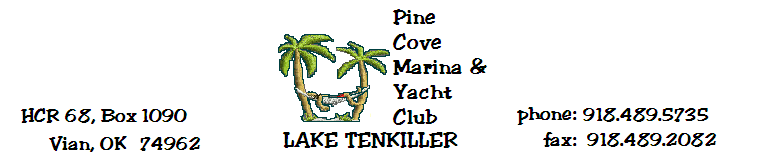 Pine
Cove
Marina &
Yacht
Club
LAKE TENKILLER
HCR 68, Box 1090
Vian, OK 74962
phone: 918.489.5735
fax: 918.489.2082